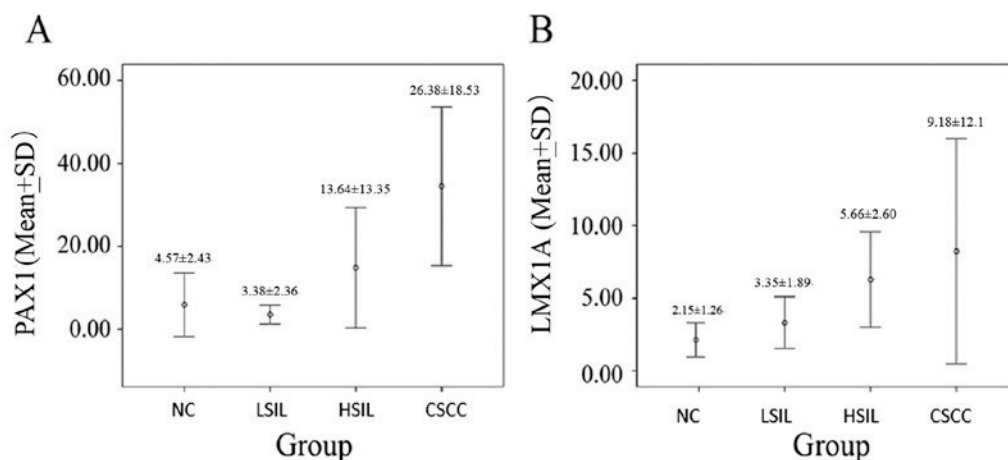 A
PAX1(Mean+_SD)
60.00
40.00
20.00
0.00
4.57±2.43
3.38±2.36
13.64±13.35
26.38±18.53
NC LSIL HSIL CSCC
Group
B
LMX1A (Mean+_SD)
20.00
15.00
10.00
5.00
0.00
2.15±1.26
3.35±1.89
5.66±2.60
9.18±12.1
NC LSIL HSIL CSCC
Group